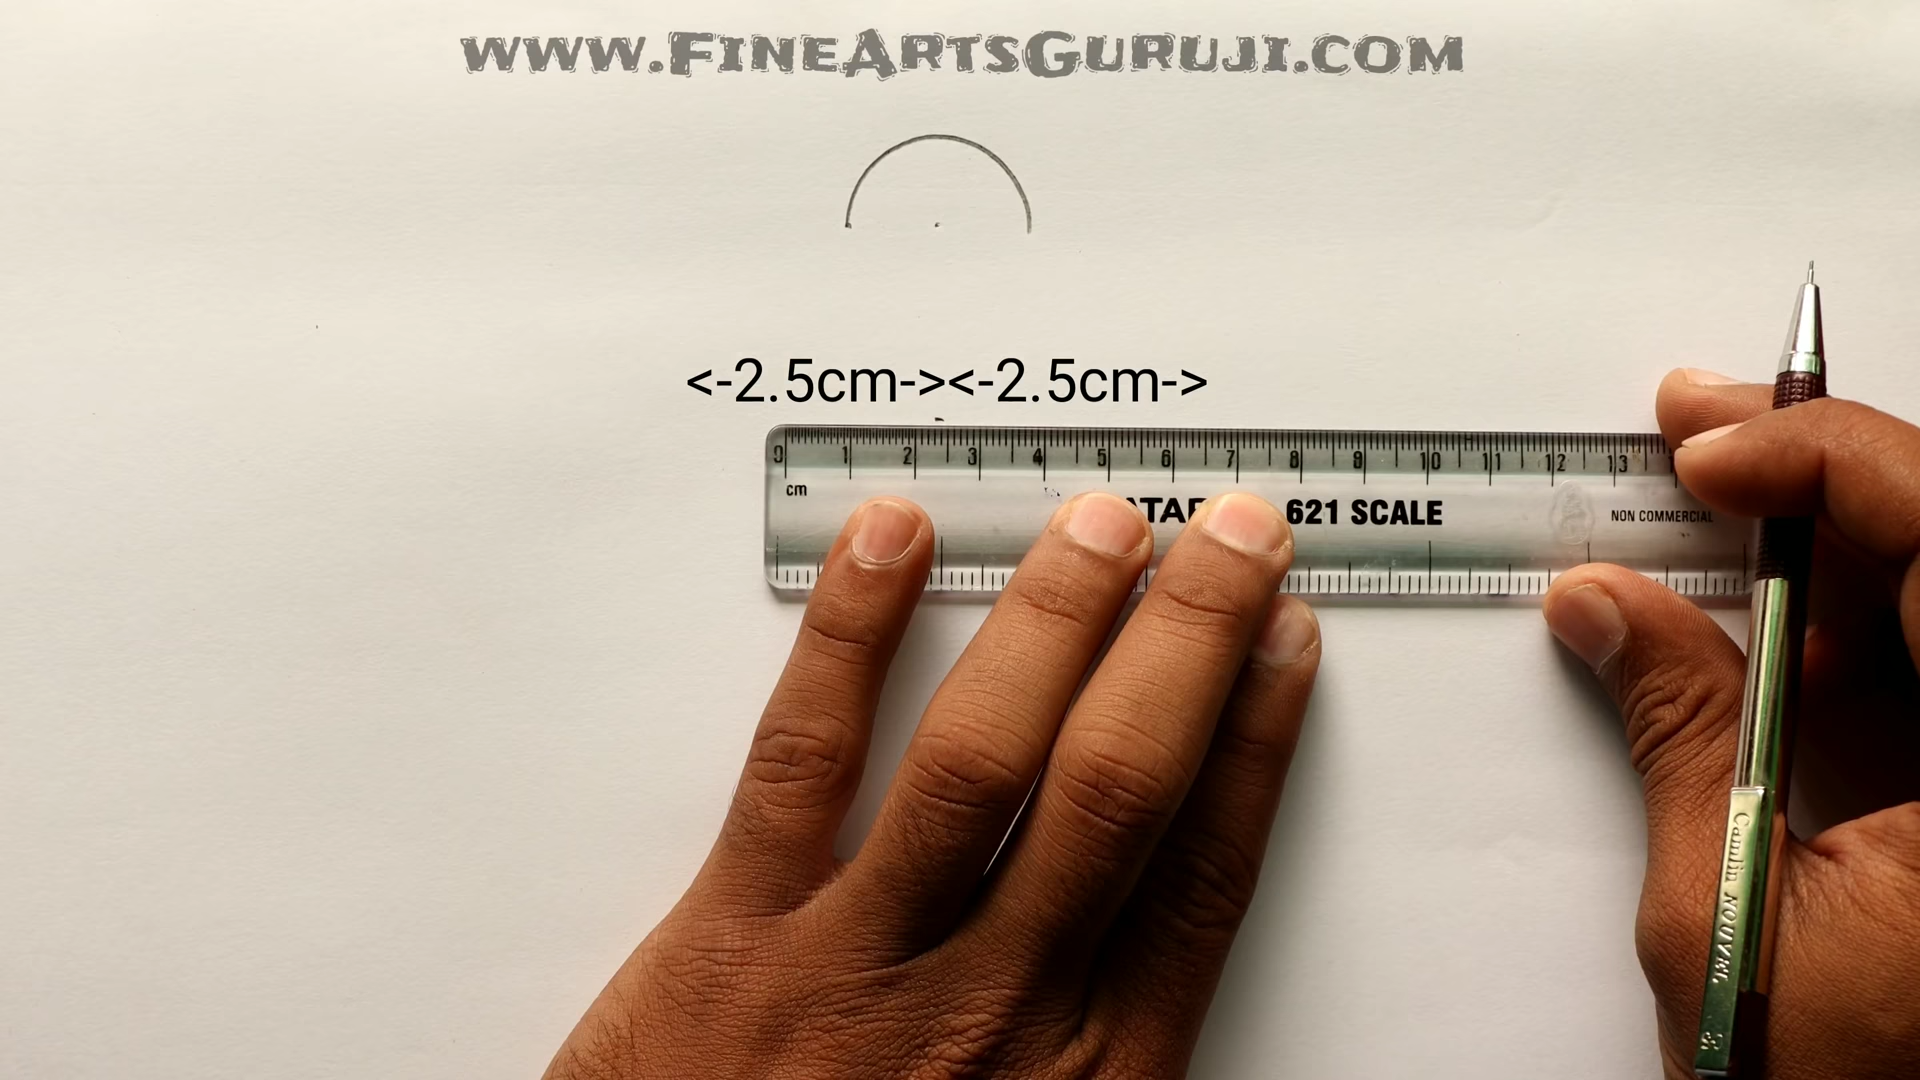 www.FineArtsGuruji.com
<-2.5cm-><-2.5cm->
0 1 2 3 4 5 6 7 8 9 10 11 12 13
cm 621 SCALE NON COMMERCIAL
Camlin NOUVEL